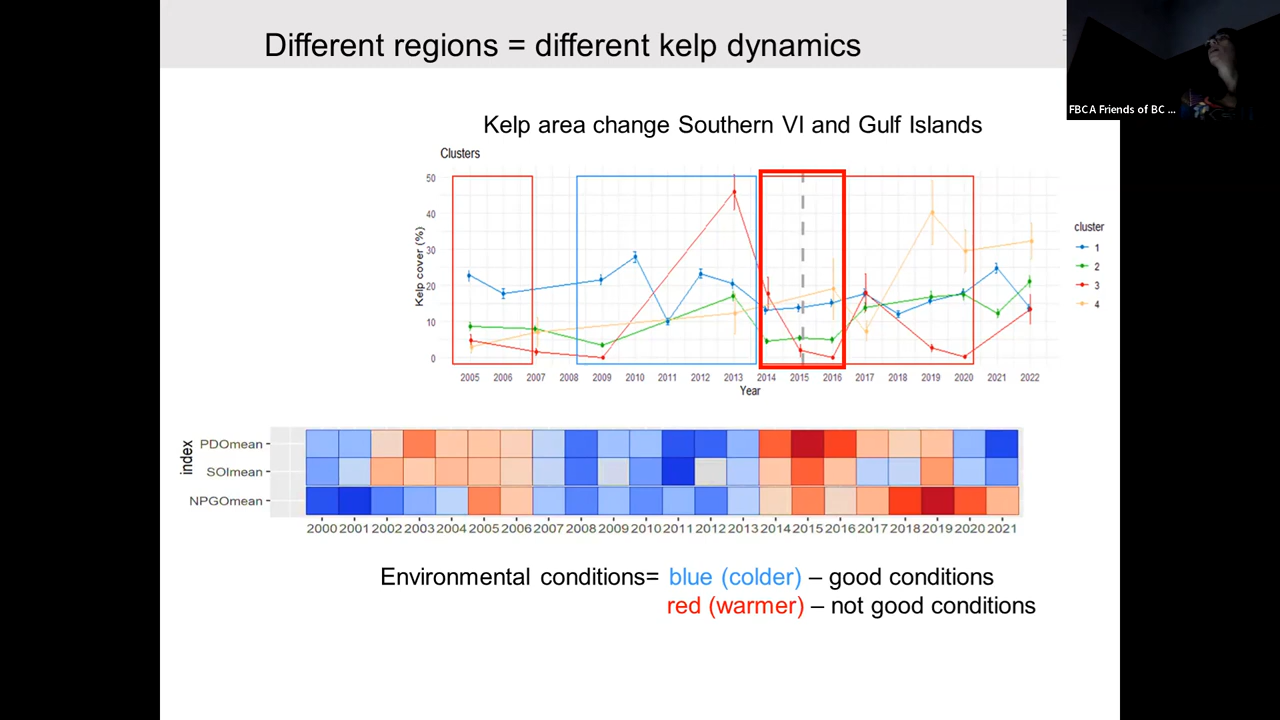 Different regions = different kelp dynamics
FBCA Friends of BC ...
Kelp area change Southern VI and Gulf Islands
Clusters
Kelp cover (%)
50
40
30
20
10
0
2005 2006 2007 2008 2009 2010 2011 2012 2013 2014 2015 2016 2017 2018 2019 2020 2021 2022
Year
cluster
1
2
3
4
index
PDOmean
SOImean
NPGOmean
2000 2001 2002 2003 2004 2005 2006 2007 2008 2009 2010 2011 2012 2013 2014 2015 2016 2017 2018 2019 2020 2021
Environmental conditions= blue (colder) – good conditions
red (warmer) – not good conditions